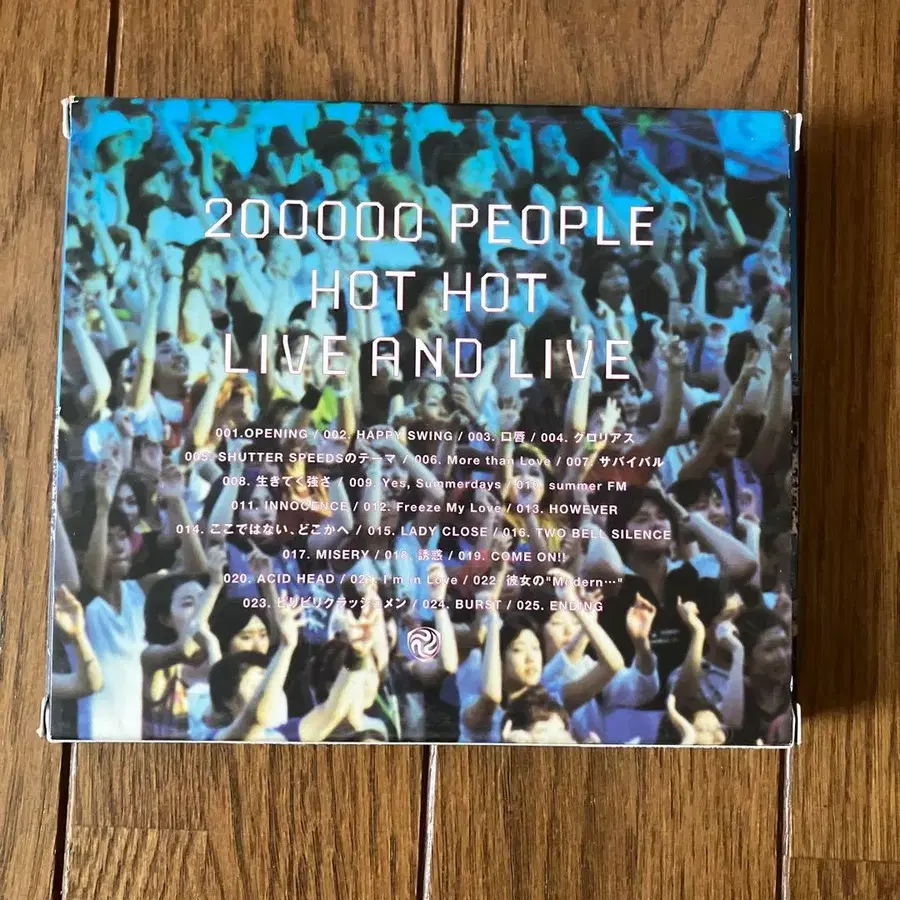 200000 PEOPLE
HOT HOT
LIVE AND LIVE
001.OPENING / 002. HAPPY SWING / 003. 口唇 / 004. グロリアス
005. SHUTTER SPEEDSのテーマ / 006. More than Love / 007. サバイバル
008. 生きてく強さ / 009. Yes, Summerdays / 010. summer FM
011. INNOCENCE / 012. Freeze My Love / 013. HOWEVER
014. ここではない、どこかへ / 015. LADY CLOSE / 016. TWO BELL SILENCE
017. MISERY / 018. 誘惑 / 019. COME ON!!
020. ACID HEAD / 021. I'm in Love / 022. 彼女の"Modern…"
023. ビリビリクラッシュメン / 024. BURST / 025. ENDING